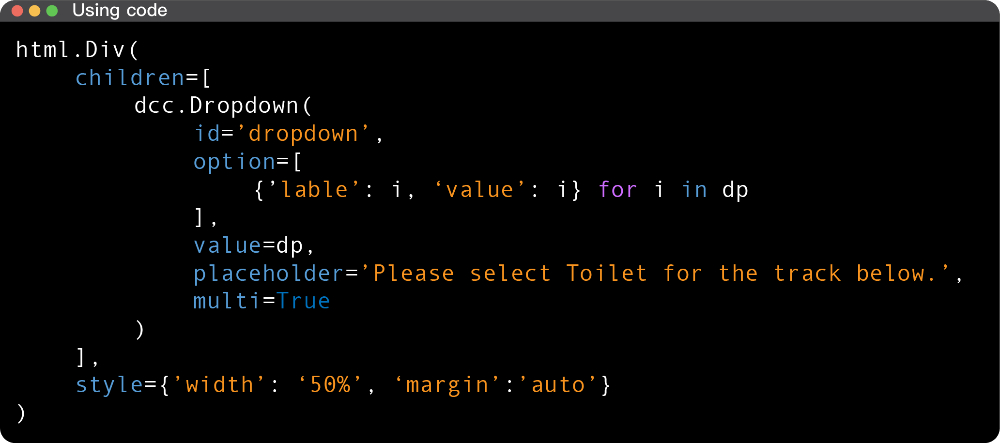 Using code
html.Div(
children=[
dcc.Dropdown(
id=’dropdown’,
option=[
{’lable’: i, ‘value’: i} for i in dp
],
value=dp,
placeholder=’Please select Toilet for the track below.’,
multi=True
)
],
style={’width’: ‘50%’, ‘margin’:’auto’}
)